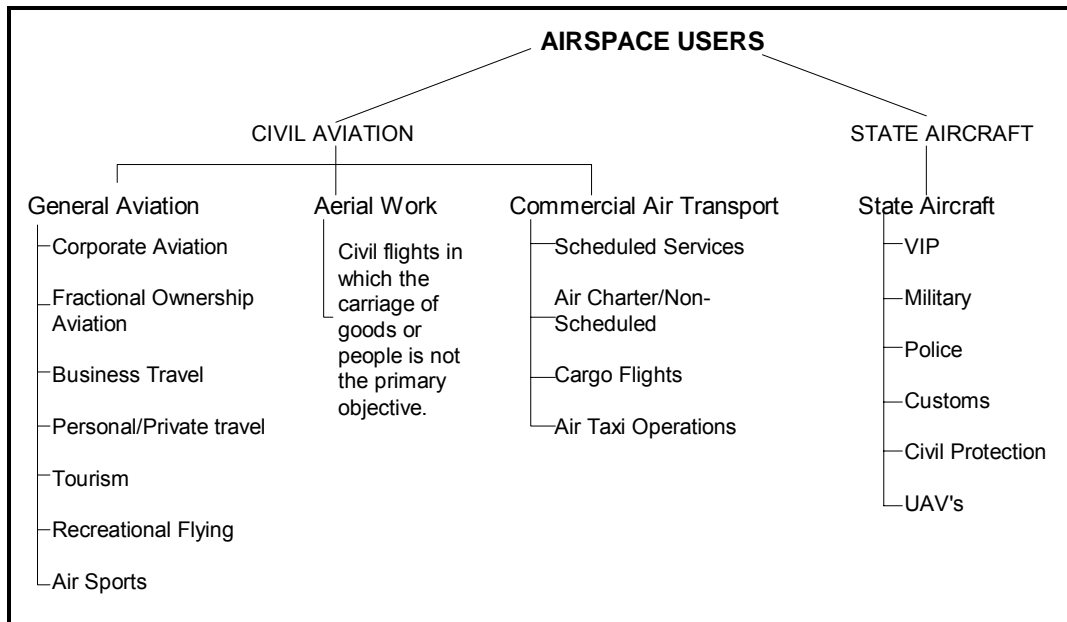 AIRSPACE USERS
CIVIL AVIATION
STATE AIRCRAFT
General Aviation
Corporate Aviation
Fractional Ownership
Aviation
Business Travel
Personal/Private travel
Tourism
Recreational Flying
Air Sports
Aerial Work
Civil flights in
which the
carriage of
goods or
people is not
the primary
objective.
Commercial Air Transport
Scheduled Services
Air Charter/Non-
Scheduled
Cargo Flights
Air Taxi Operations
State Aircraft
VIP
Military
Police
Customs
Civil Protection
UAV's